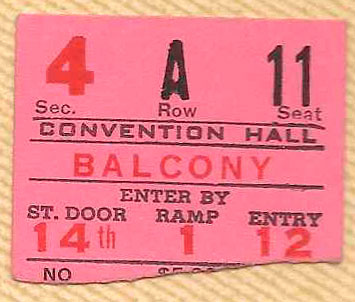 4 A 11
Sec. Row Seat
CONVENTION HALL
BALCONY
ENTER BY
ST. DOOR RAMP ENTRY
14th 1 12
NO